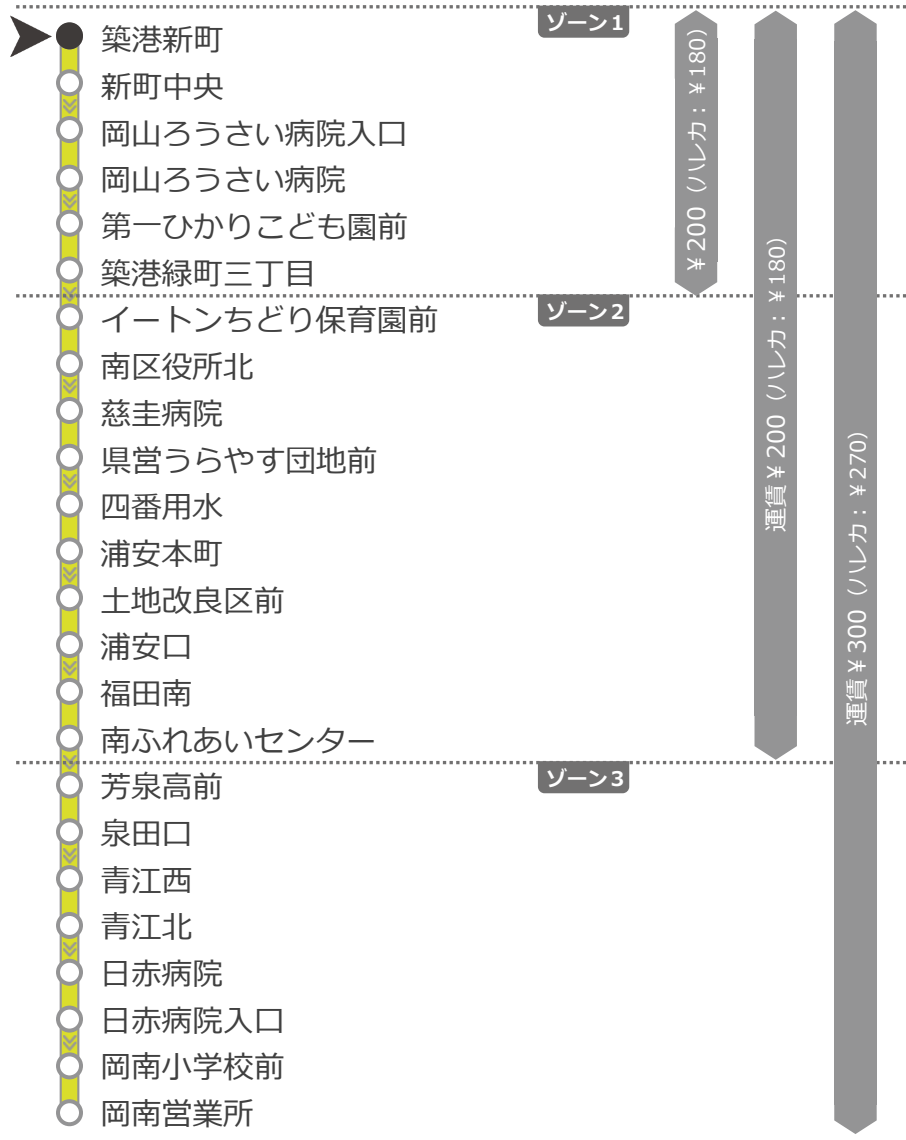 ゾーン1
築港新町
新町中央
岡山ろうさい病院入口
岡山ろうさい病院
第一ひかりこども園前
築港緑町三丁目
¥200（ハレカ：¥180）
ゾーン2
イートンちどり保育園前
南区役所北
慈圭病院
県営うらやす団地前
四番用水
浦安本町
土地改良区前
浦安口
福田南
南ふれあいセンター
運賃¥200（ハレカ：¥180）
ゾーン3
芳泉高前
泉田口
青江西
青江北
日赤病院
日赤病院入口
岡南小学校前
岡南営業所
運賃¥300（ハレカ：¥270）